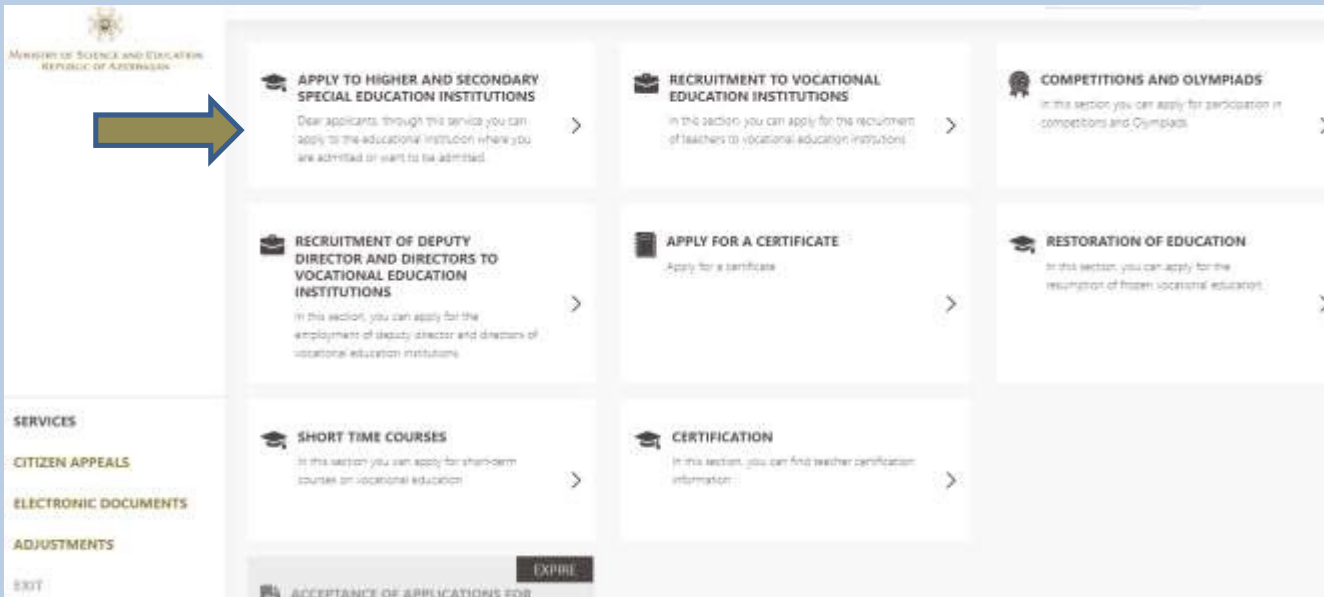 MINISTRY OF SCIENCE AND EDUCATION
REPUBLIC OF AZERBAIJAN
APPLY TO HIGHER AND SECONDARY
SPECIAL EDUCATION INSTITUTIONS
Dear applicants, through this service you can
apply to the educational institution where you
are admitted or want to be admitted.
RECRUITMENT TO VOCATIONAL
EDUCATION INSTITUTIONS
In this section, you can apply for the recruitment
of teachers to vocational education institutions
COMPETITIONS AND OLYMPIADS
In this section you can apply for participation in
competitions and Olympiads
RECRUITMENT OF DEPUTY
DIRECTOR AND DIRECTORS TO
VOCATIONAL EDUCATION
INSTITUTIONS
In this section, you can apply for the
employment of deputy director and directors of
vocational education institutions
APPLY FOR A CERTIFICATE
Apply for a certificate
RESTORATION OF EDUCATION
In this section, you can apply for the
resumption of frozen vocational education.
SHORT TIME COURSES
In this section you can apply for short-term
courses on vocational education
CERTIFICATION
In this section, you can find teacher certification
information
SERVICES
CITIZEN APPEALS
ELECTRONIC DOCUMENTS
ADJUSTMENTS
EXIT
EXPIRE
ACCEPTANCE OF APPLICATIONS FOR